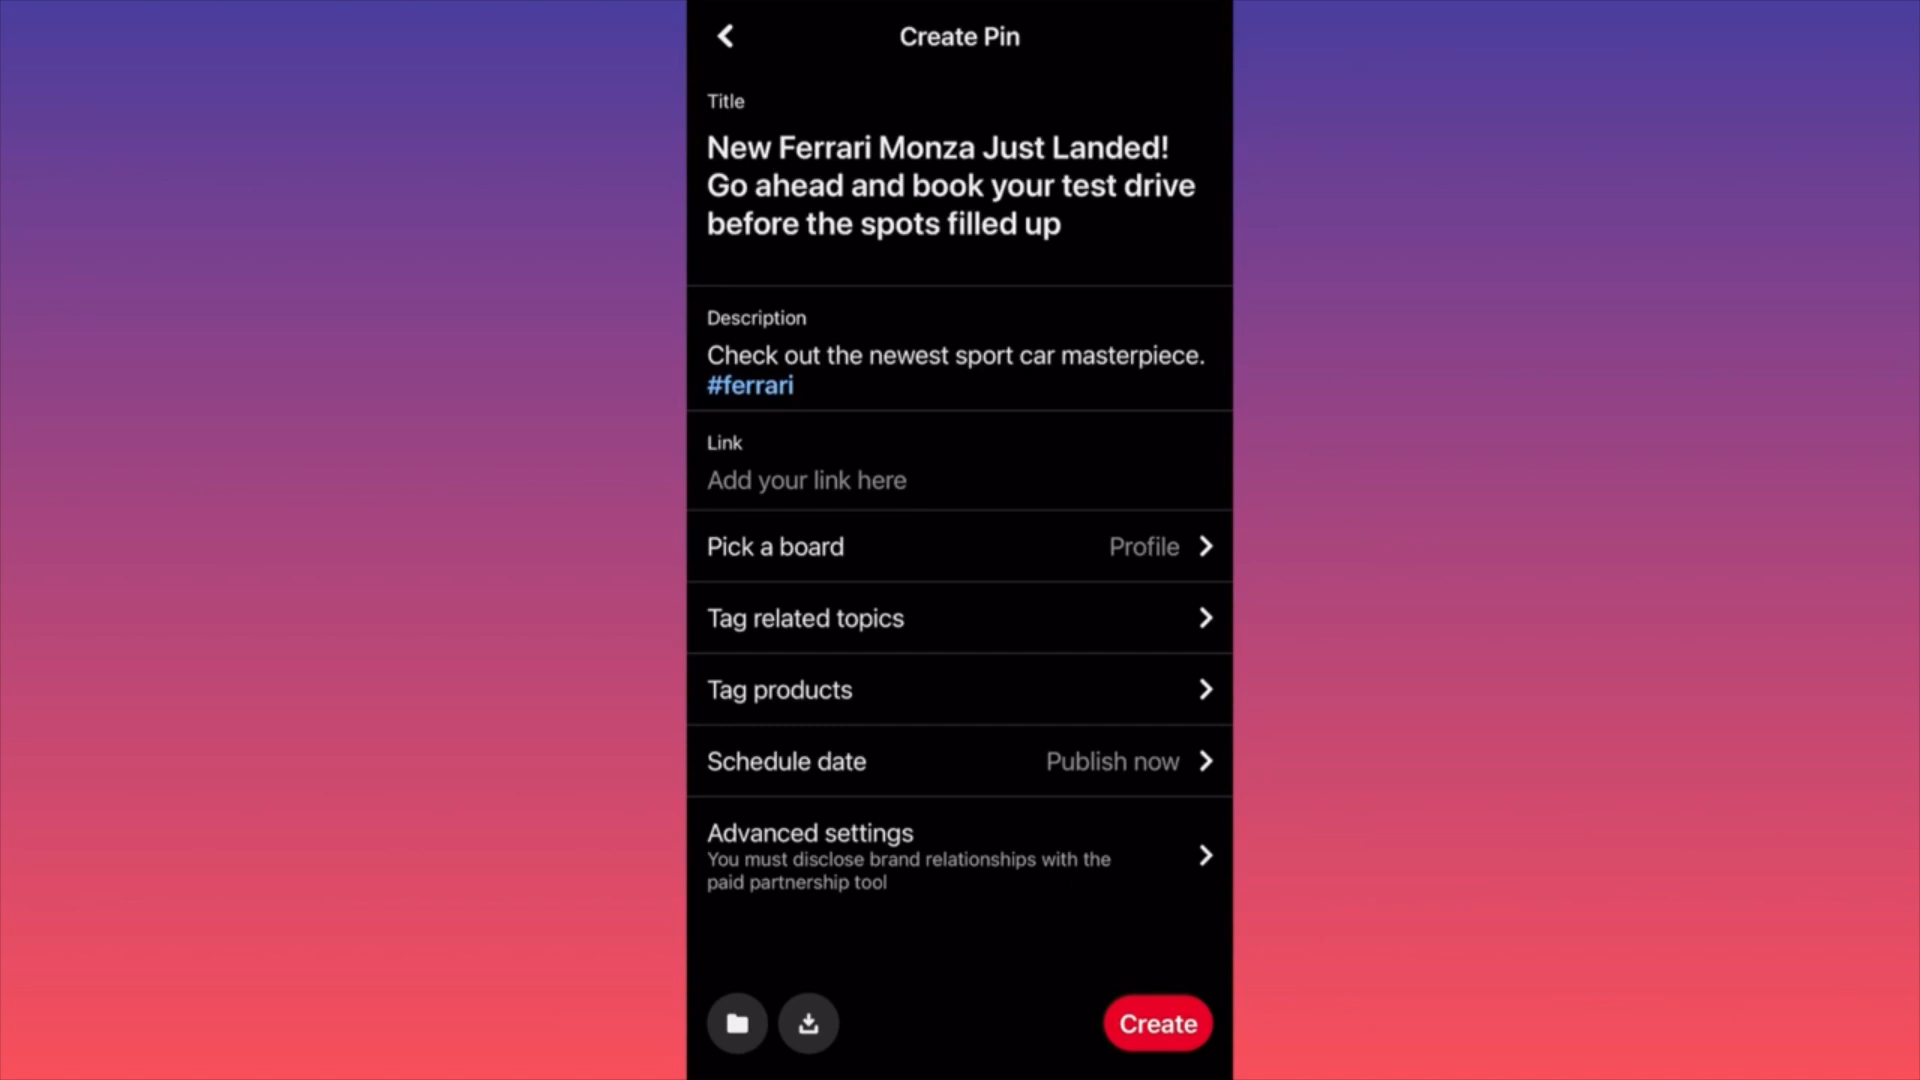 Create Pin
Title
New Ferrari Monza Just Landed!
Go ahead and book your test drive
before the spots filled up
Description
Check out the newest sport car masterpiece.
#ferrari
Link
Add your link here
Pick a board Profile
Tag related topics
Tag products
Schedule date Publish now
Advanced settings
You must disclose brand relationships with the
paid partnership tool
Create